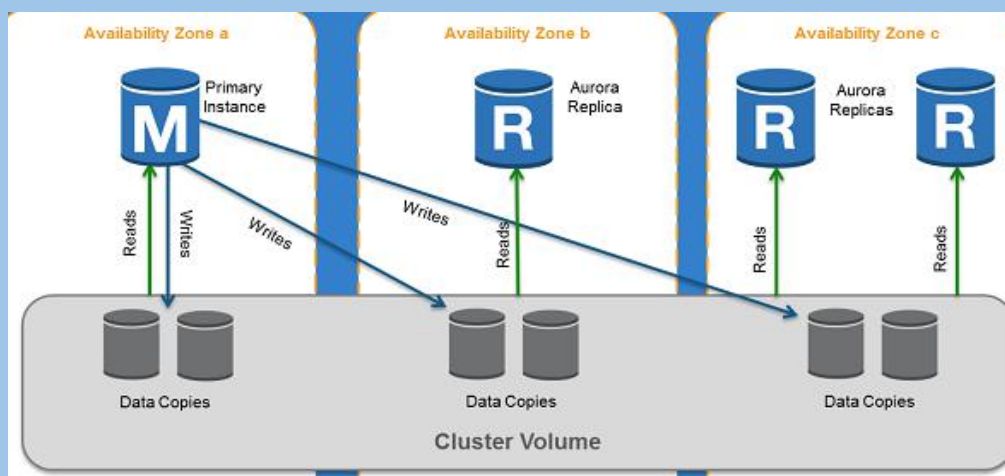 Availability Zone a
Availability Zone b
Availability Zone c
Primary
Instance
M
Aurora
Replica
R
Aurora
Replicas
R
R
Reads
Writes
Writes
Writes
Reads
Reads
Reads
Data Copies
Data Copies
Data Copies
Cluster Volume